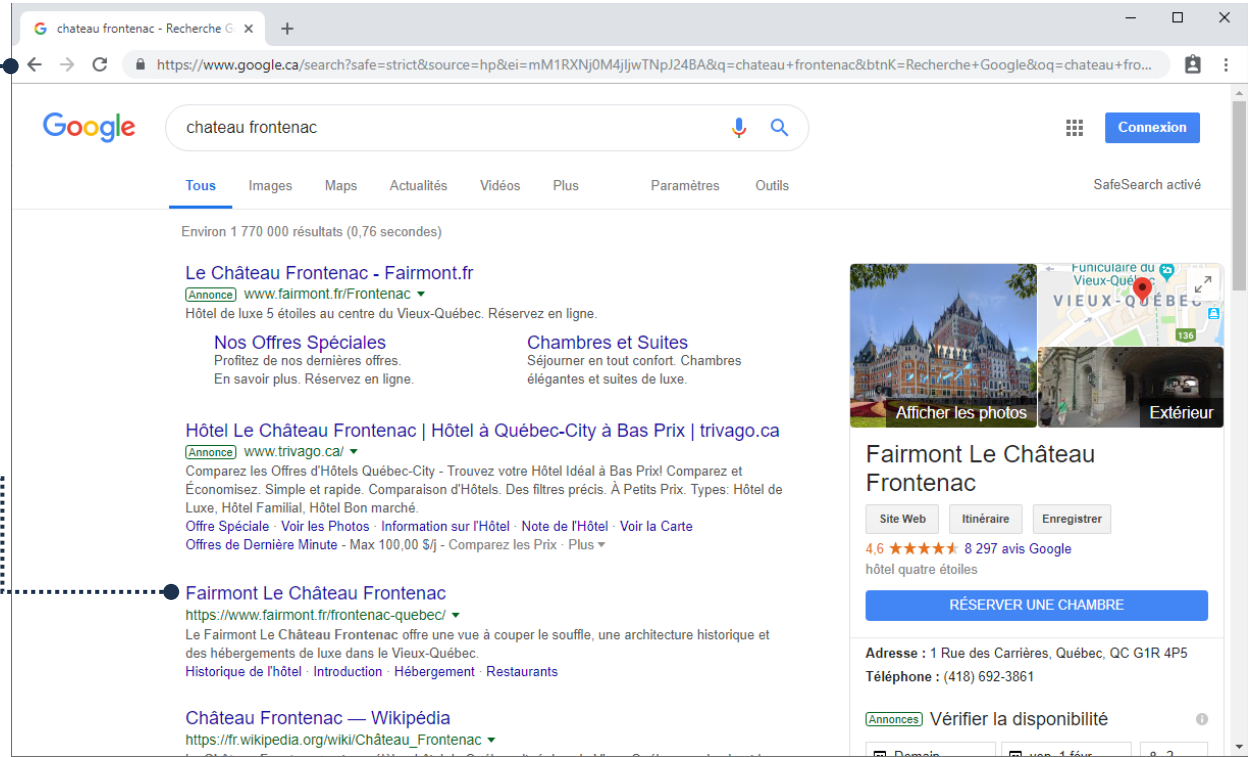 chateau frontenac - Recherche G
https://www.google.ca/search?safe=strict&source=hp&ei=mM1RXNj0M4jIjwTNpJ24BA&q=chateau+frontenac&btnK=Recherche+Google&oq=chateau+fro...
Google
chateau frontenac
Connexion
Tous Images Maps Actualités Vidéos Plus Paramètres Outils
SafeSearch activé
Environ 1 770 000 résultats (0,76 secondes)
Le Château Frontenac - Fairmont.fr
Annonce www.fairmont.fr/Frontenac
Hôtel de luxe 5 étoiles au centre du Vieux-Québec. Réservez en ligne.
Nos Offres Spéciales
Profitez de nos dernières offres.
En savoir plus. Réservez en ligne.
Chambres et Suites
Séjourner en tout confort. Chambres
élégantes et suites de luxe.
Hôtel Le Château Frontenac | Hôtel à Québec-City à Bas Prix | trivago.ca
Annonce www.trivago.ca/
Comparez les Offres d'Hôtels Québec-City - Trouvez votre Hôtel Idéal à Bas Prix! Comparez et
Économisez. Simple et rapide. Comparaison d'Hôtels. Des filtres précis. À Petits Prix. Types: Hôtel de
Luxe, Hôtel Familial, Hôtel Bon marché.
Offre Spéciale · Voir les Photos · Information sur l'Hôtel · Note de l'Hôtel · Voir la Carte
Offres de Dernière Minute - Max 100,00 $/j - Comparez les Prix · Plus
Fairmont Le Château Frontenac
https://www.fairmont.fr/frontenac-quebec/
Le Fairmont Le Château Frontenac offre une vue à couper le souffle, une architecture historique et
des hébergements de luxe dans le Vieux-Québec.
Historique de l'hôtel · Introduction · Hébergement · Restaurants
Château Frontenac — Wikipédia
https://fr.wikipedia.org/wiki/Château_Frontenac
Funiculaire du
Vieux-Québec
VIEUX-QUÉBEC
136
Afficher les photos
Extérieur
Fairmont Le Château
Frontenac
Site Web Itinéraire Enregistrer
4,6 8 297 avis Google
hôtel quatre étoiles
RÉSERVER UNE CHAMBRE
Adresse : 1 Rue des Carrières, Québec, QC G1R 4P5
Téléphone : (418) 692-3861
Annonces Vérifier la disponibilité